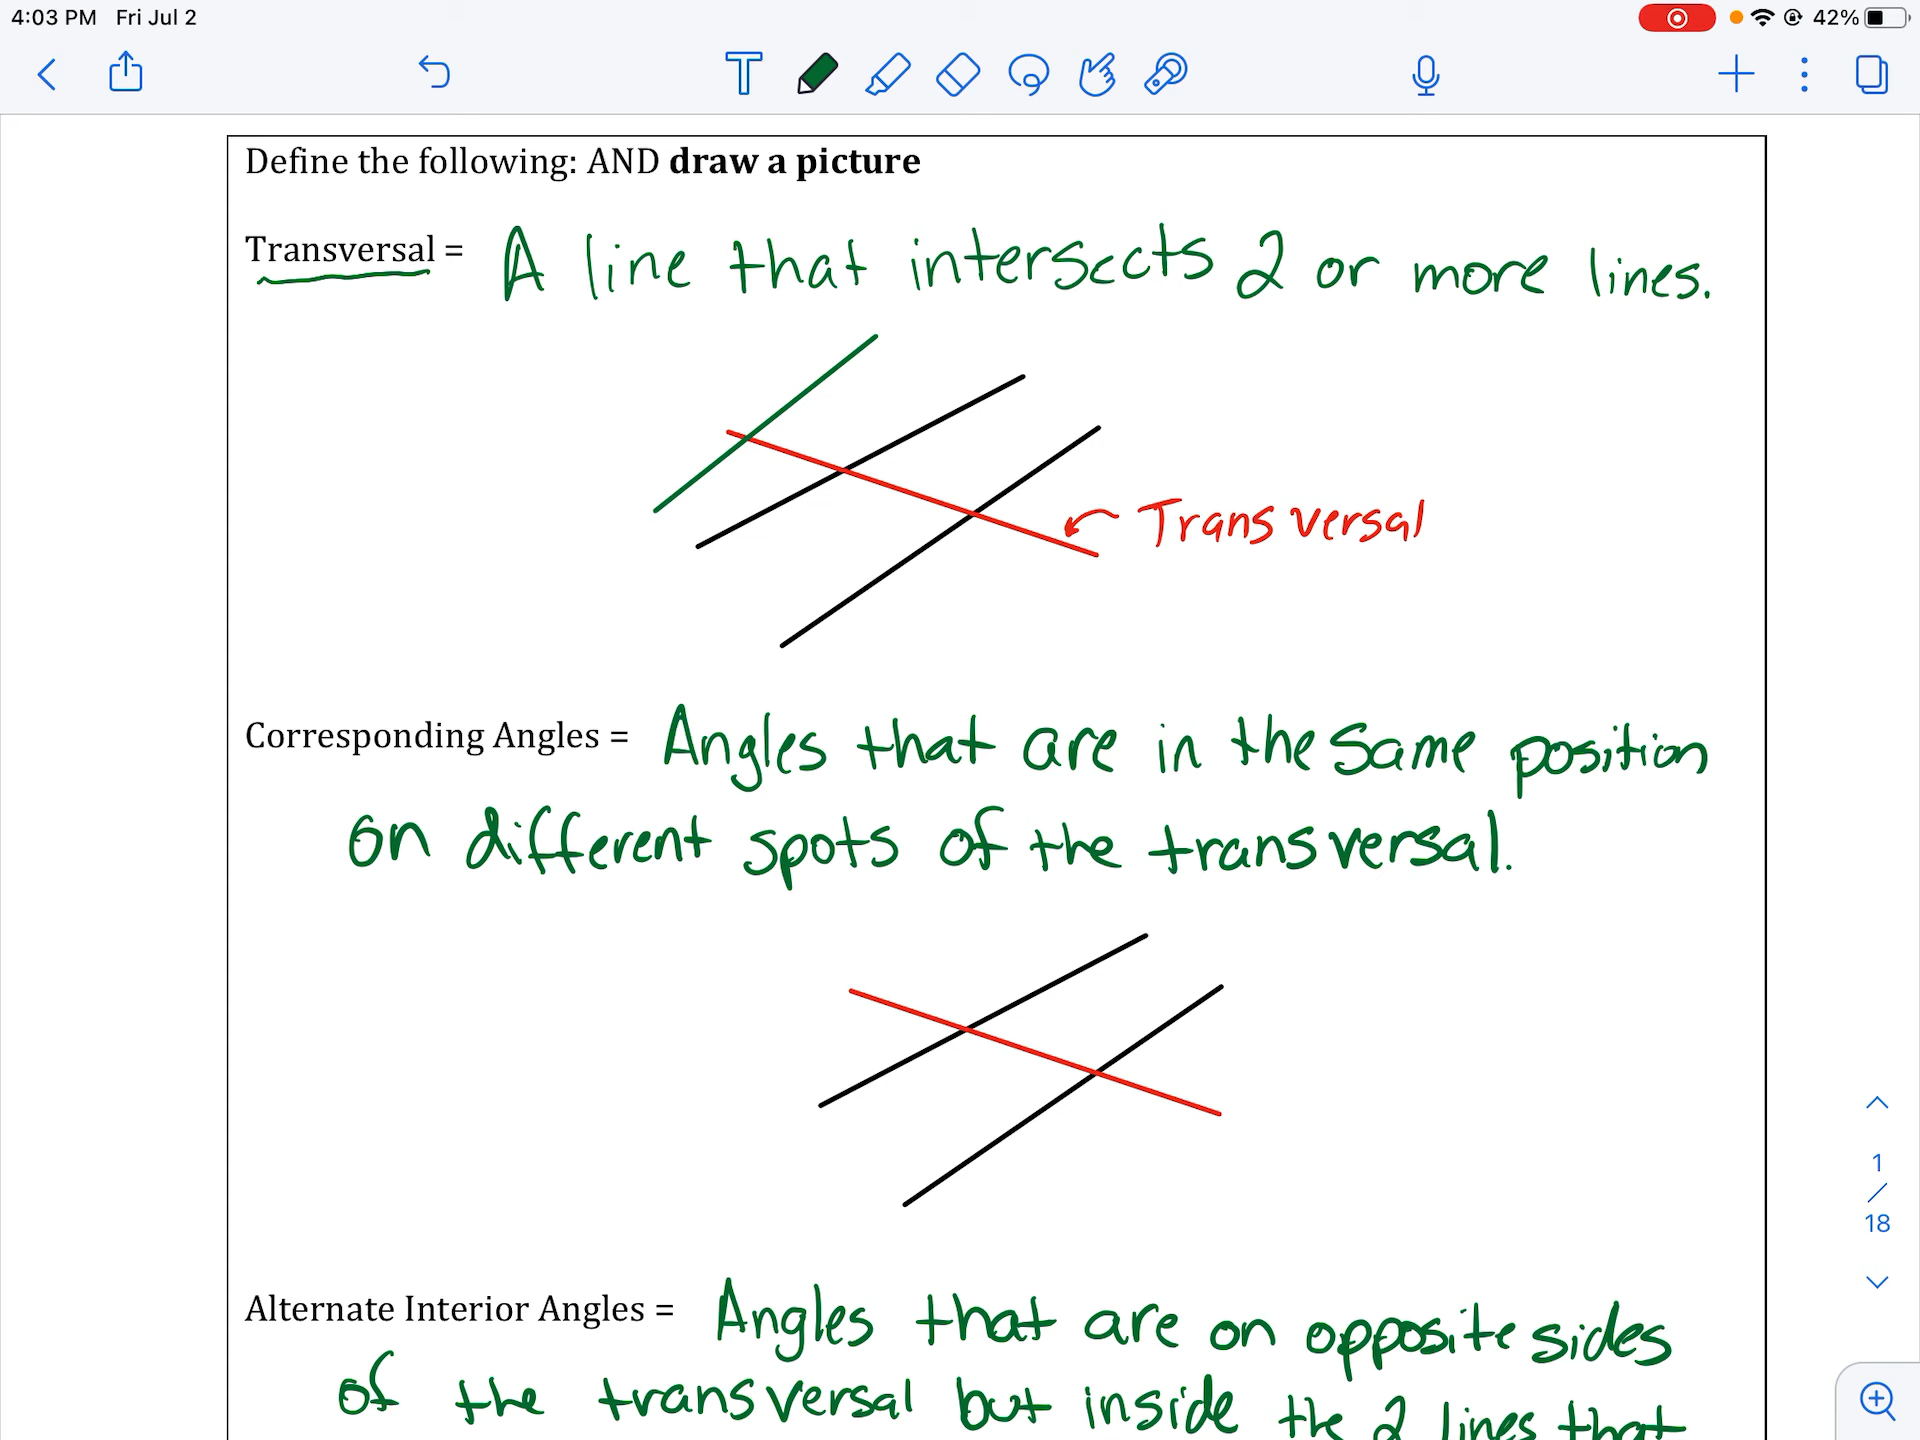 4:03 PM Fri Jul 2
42%
T
Define the following: AND draw a picture
Transversal = A line that intersects 2 or more lines.
Transversal
Corresponding Angles = Angles that are in the same position
on different spots of the transversal.
1
/
18
Alternate Interior Angles = Angles that are on opposite sides
of the transversal but inside the 2 lines that